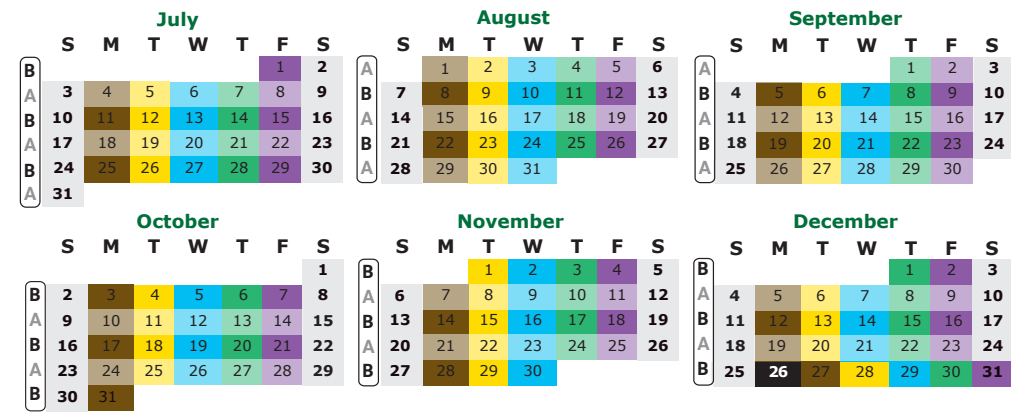 July
S M T W T F S
B 1 2
A 3 4 5 6 7 8 9
B 10 11 12 13 14 15 16
A 17 18 19 20 21 22 23
B 24 25 26 27 28 29 30
A 31
August
S M T W T F S
A 1 2 3 4 5 6
B 7 8 9 10 11 12 13
A 14 15 16 17 18 19 20
B 21 22 23 24 25 26 27
A 28 29 30 31
September
S M T W T F S
A 1 2 3
B 4 5 6 7 8 9 10
A 11 12 13 14 15 16 17
B 18 19 20 21 22 23 24
A 25 26 27 28 29 30
October
S M T W T F S
1
B 2 3 4 5 6 7 8
A 9 10 11 12 13 14 15
B 16 17 18 19 20 21 22
A 23 24 25 26 27 28 29
B 30 31
November
S M T W T F S
B 1 2 3 4 5
A 6 7 8 9 10 11 12
B 13 14 15 16 17 18 19
A 20 21 22 23 24 25 26
B 27 28 29 30
December
S M T W T F S
B 1 2 3
A 4 5 6 7 8 9 10
B 11 12 13 14 15 16 17
A 18 19 20 21 22 23 24
B 25 26 27 28 29 30 31